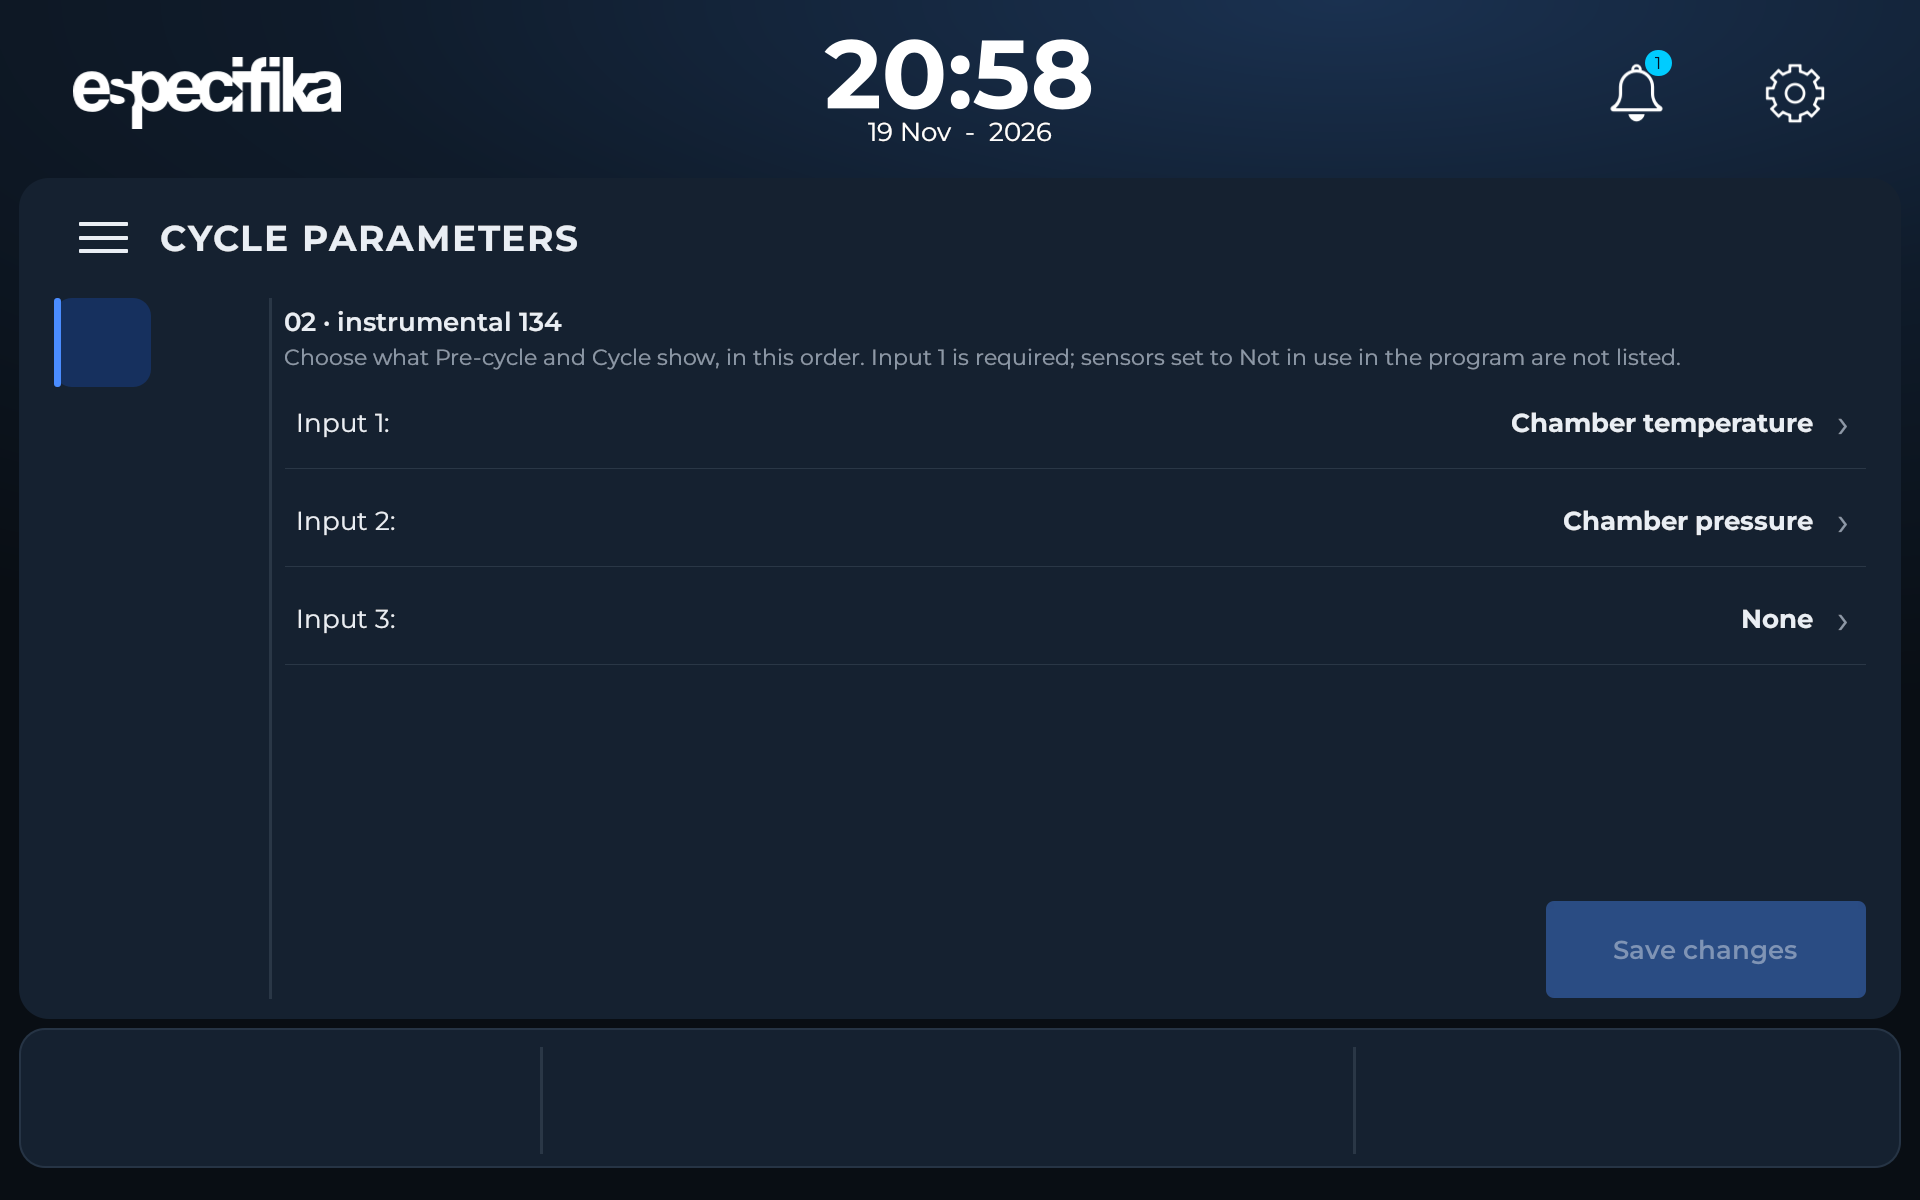 especifika
20:58
19 Nov - 2026
1
CYCLE PARAMETERS
02 · instrumental 134
Choose what Pre-cycle and Cycle show, in this order. Input 1 is required; sensors set to Not in use in the program are not listed.
Input 1: Chamber temperature ›
Input 2: Chamber pressure ›
Input 3: None ›
Save changes